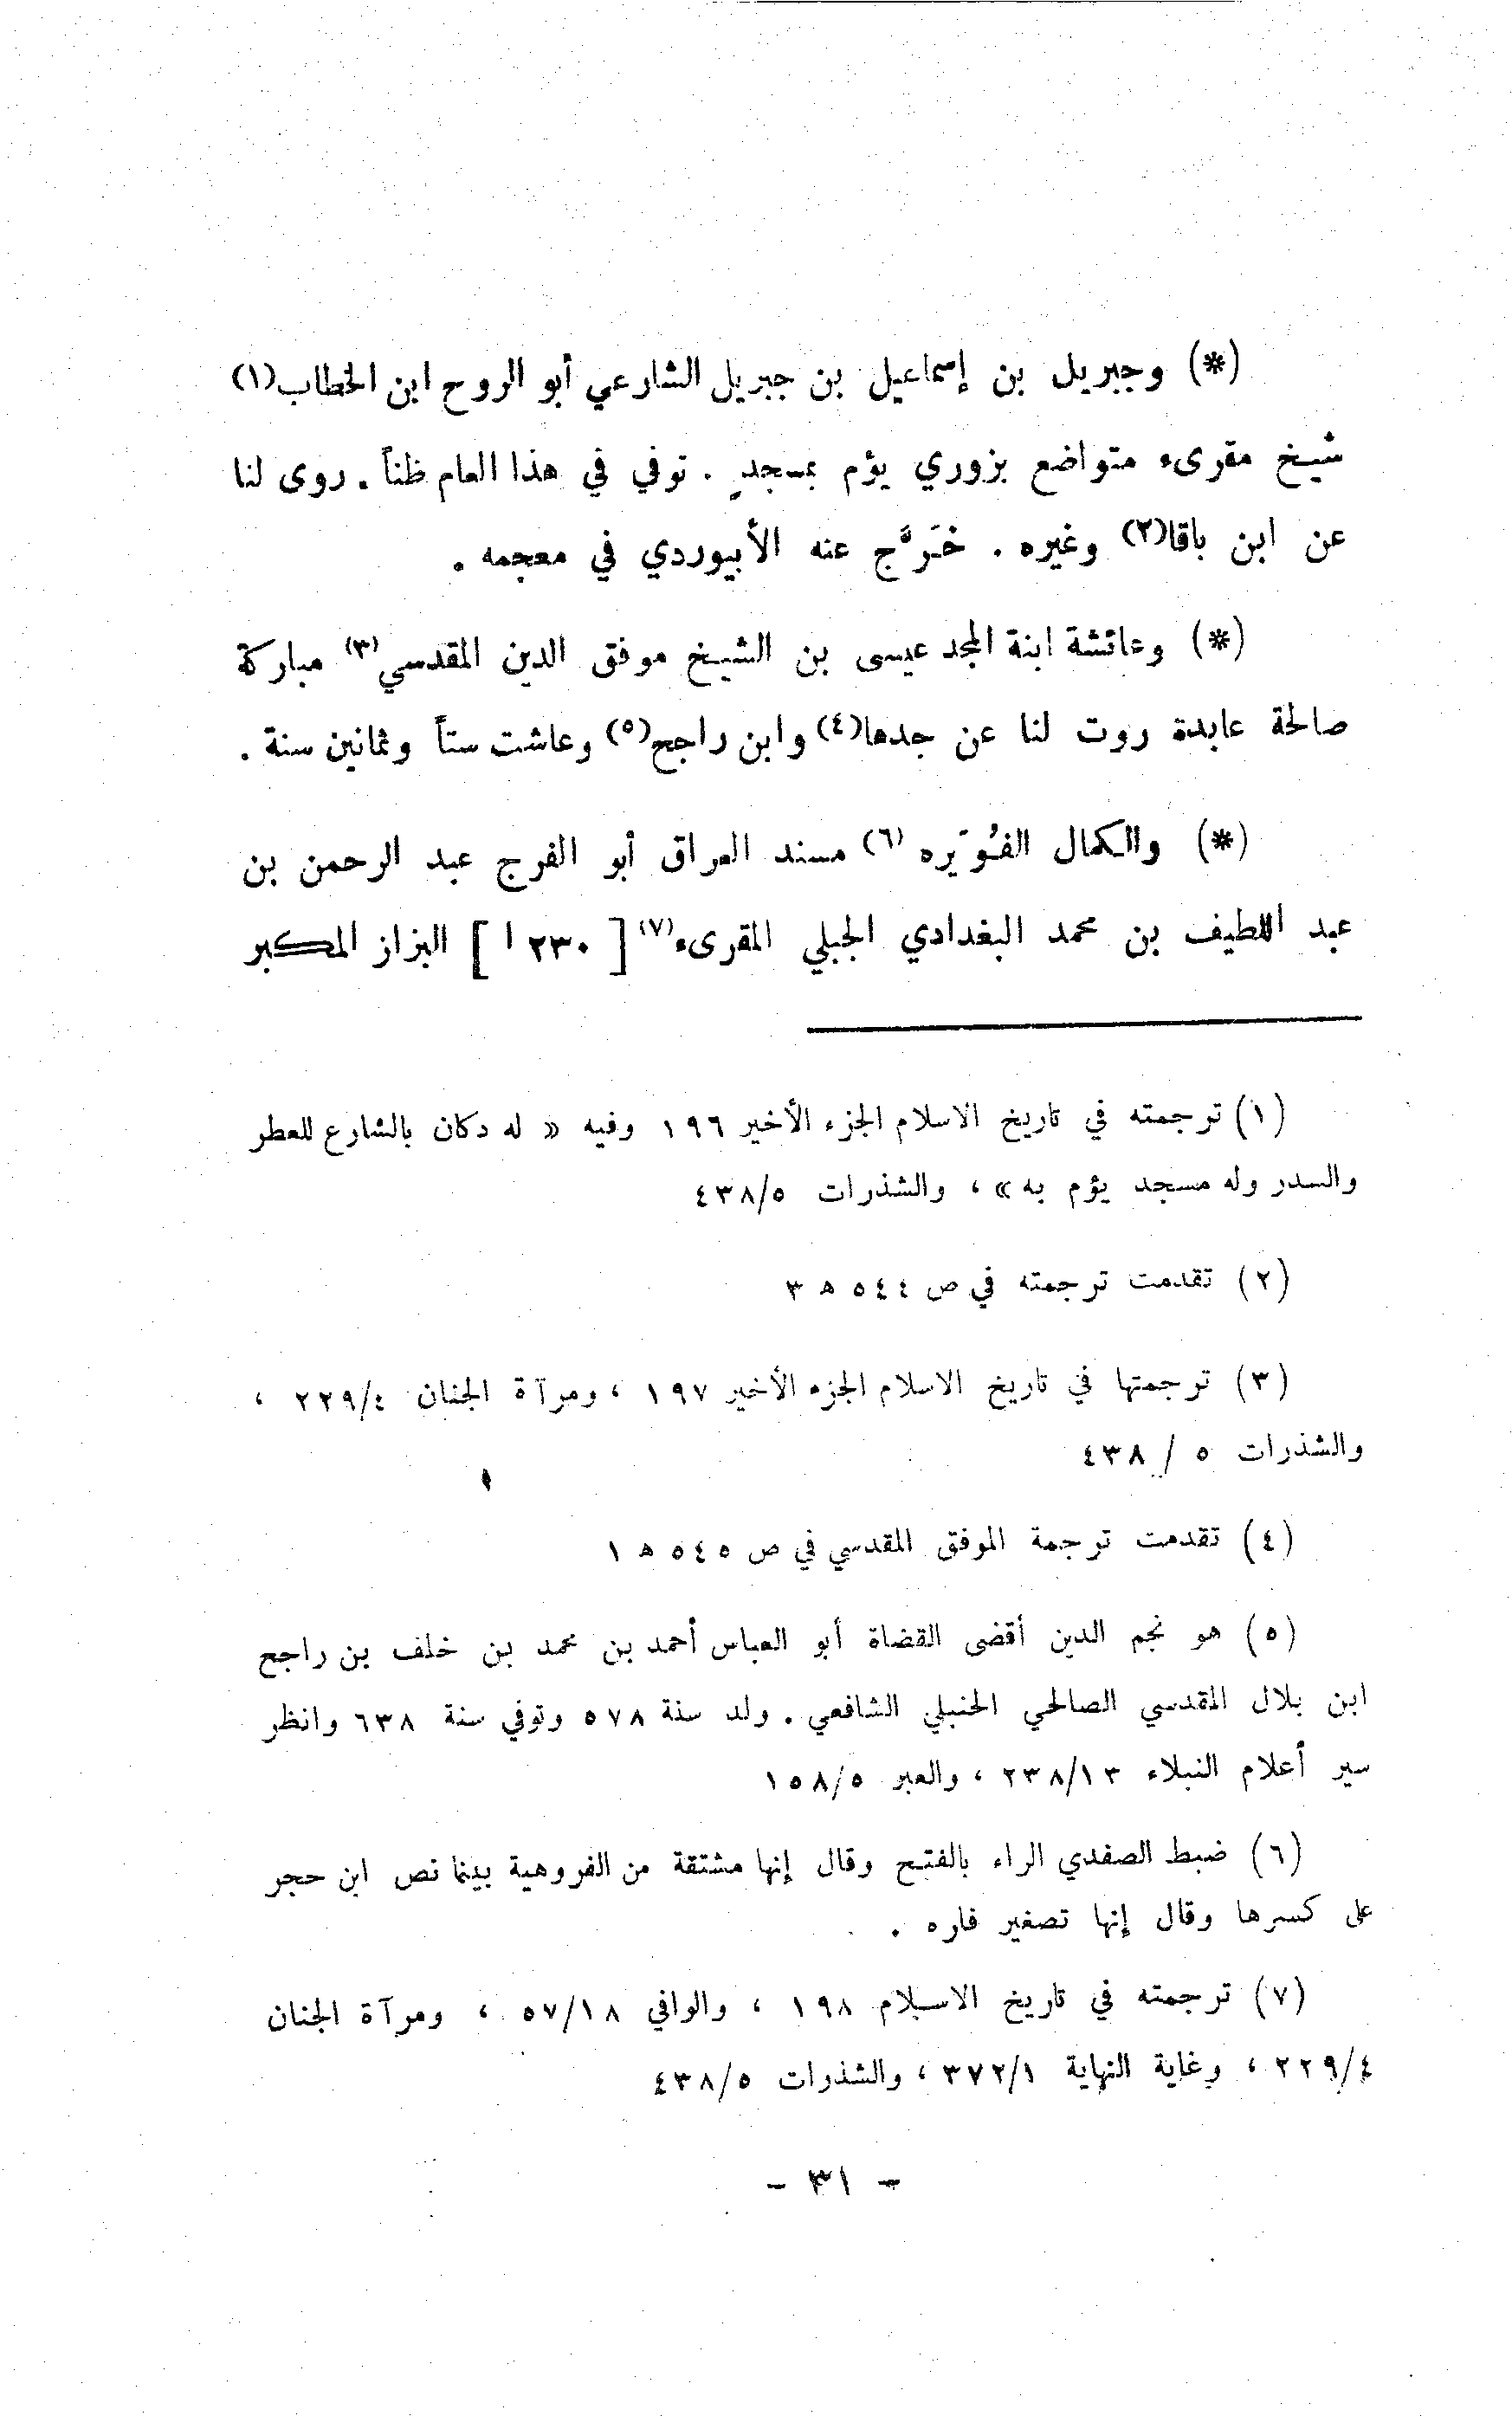 (*) وجبريل بن إسماعيل بن جبريل الشارعي أبو الروح ابن الخطاب(١)
شيخ مقرىء متواضع بزوري يؤم بمسجدٍ . توفي في هذا العام ظناً . روى لنا
عن ابن باقا(٢) وغيره . خَرَّج عنه الأبيوردي في معجمه .
(*) وعائشة ابنة المجد عيسى بن الشيخ موفق الدين المقدسي(٣) مباركة
صالحة عابدة روت لنا عن جدها(٤) وابن راجح(٥) وعاشت ستاً وثمانين سنة .
(*) والكمال الفُوَيره (٦) مسند العراق أبو الفرج عبد الرحمن بن
عبد اللطيف بن محمد البغدادي الجبلي المقرىء(٧) [ ٢٣٠ أ ] البزاز المكبر
(١) ترجمته في تاريخ الاسلام الجزء الأخير ١٩٦ وفيه « له دكان بالشارع للعطر
والسدر وله مسجد يؤم به » ، والشذرات ٤٣٨/٥
(٢) تقدمت ترجمته في ص ٥٤٤ هـ ٣
(٣) ترجمتها في تاريخ الاسلام الجزء الأخير ١٩٧ ، ومرآة الجنان ٢٢٩/٤ ،
والشذرات ٥ / ٤٣٨
(٤) تقدمت ترجمة الموفق المقدسي في ص ٥٤٥ هـ ١
(٥) هو نجم الدين أقضى القضاة أبو العباس أحمد بن محمد بن خلف بن راجح
ابن بلال المقدسي الصالحي الحنبلي الشافعي . ولد سنة ٥٧٨ وتوفي سنة ٦٣٨ وانظر
سير أعلام النبلاء ٢٣٨/١٣ ، والعبر ١٥٨/٥
(٦) ضبط الصفدي الراء بالفتح وقال إنها مشتقة من الفروهية بينما نص ابن حجر
على كسرها وقال إنها تصغير فاره .
(٧) ترجمته في تاريخ الاسلام ١٩٨ ، والوافي ٥٧/١٨ ، ومرآة الجنان
٢٢٩/٤ ، وغاية النهاية ٣٧٢/١ ، والشذرات ٤٣٨/٥
- ٣١ -